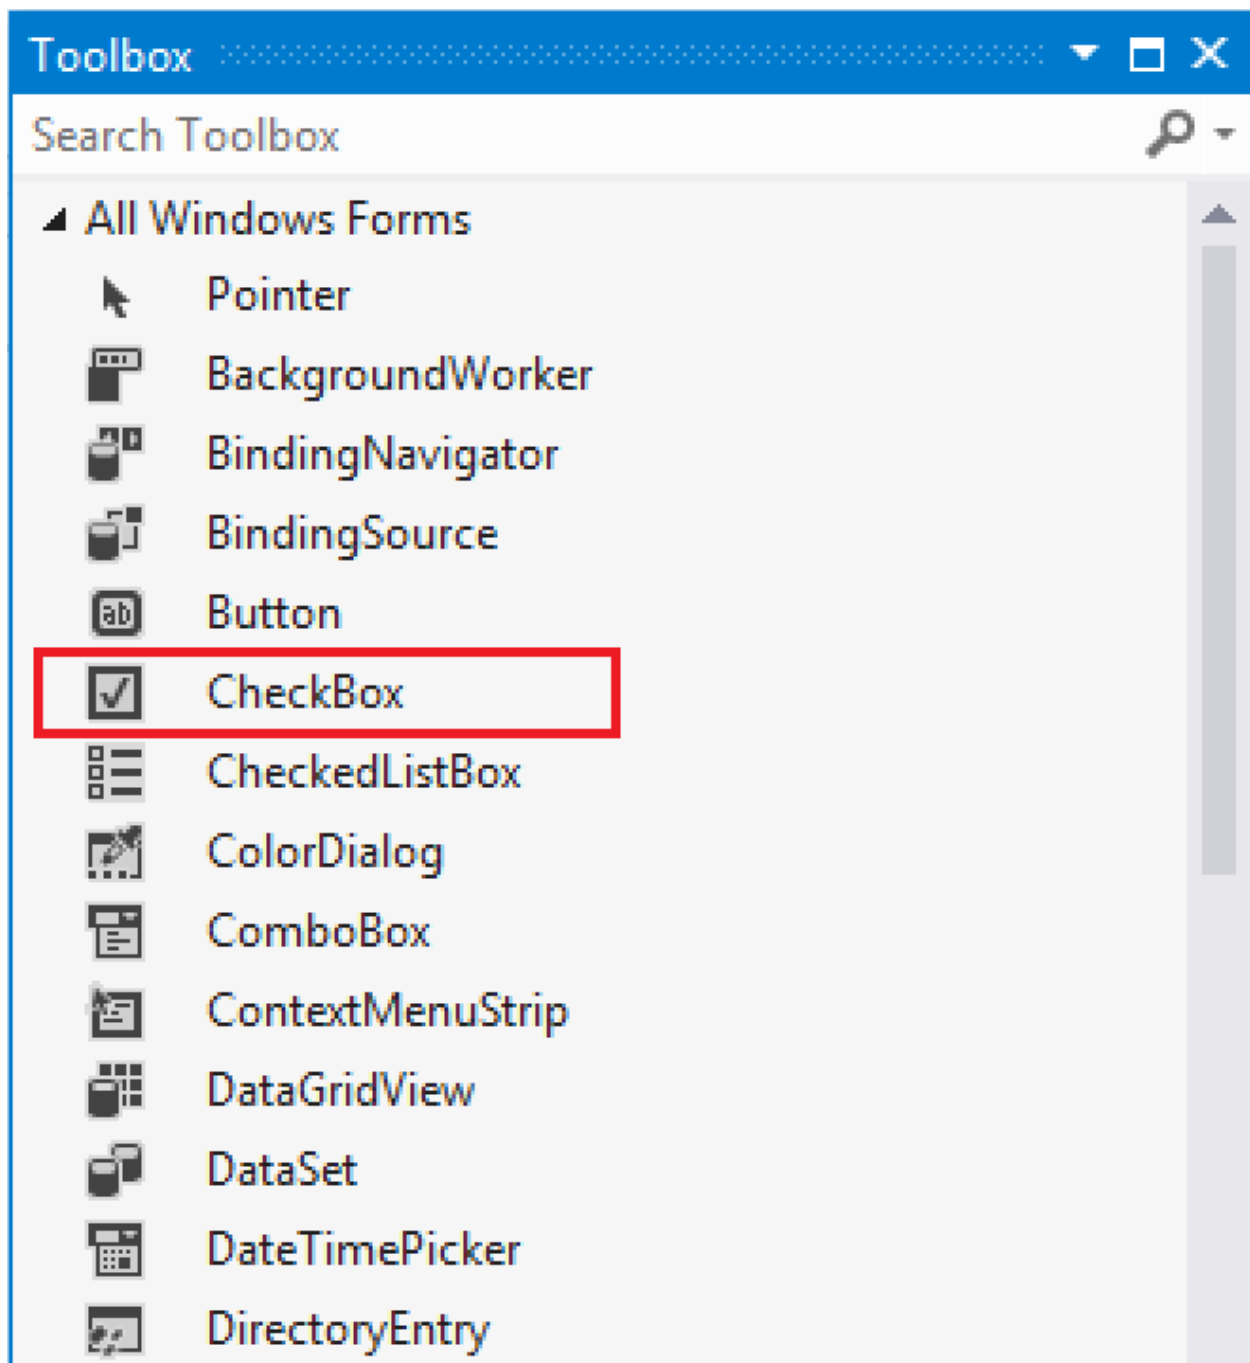 Toolbox
Search Toolbox
All Windows Forms
Pointer
BackgroundWorker
BindingNavigator
BindingSource
Button
CheckBox
CheckedListBox
ColorDialog
ComboBox
ContextMenuStrip
DataGridView
DataSet
DateTimePicker
DirectoryEntry